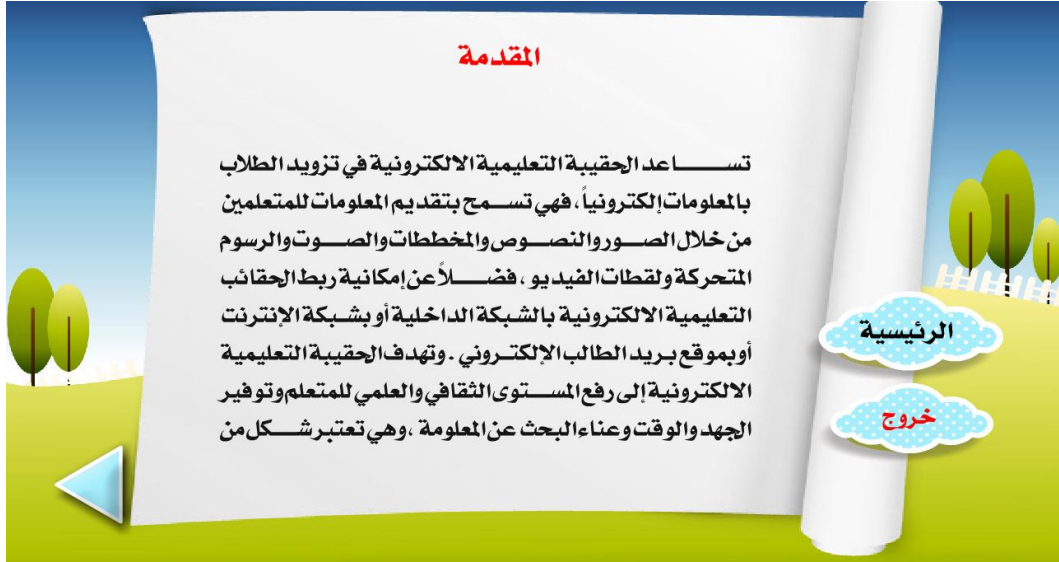 المقدمة
تساعد الحقيبة التعليمية الالكترونية في تزويد الطلاب
بالمعلومات إلكترونياً، فهي تسمح بتقديم المعلومات للمتعلمين
من خلال الصور والنصوص والمخططات والصوت والرسوم
المتحركة ولقطات الفيديو ، فضلاً عن إمكانية ربط الحقائب
التعليمية الالكترونية بالشبكة الداخلية أو بشبكة الإنترنت
أو بموقع بريد الطالب الإلكتروني . وتهدف الحقيبة التعليمية
الالكترونية إلى رفع المستوى الثقافي والعلمي للمتعلم وتوفير
الجهد والوقت وعناء البحث عن المعلومة ،وهي تعتبر شكل من
الرئيسية
خروج